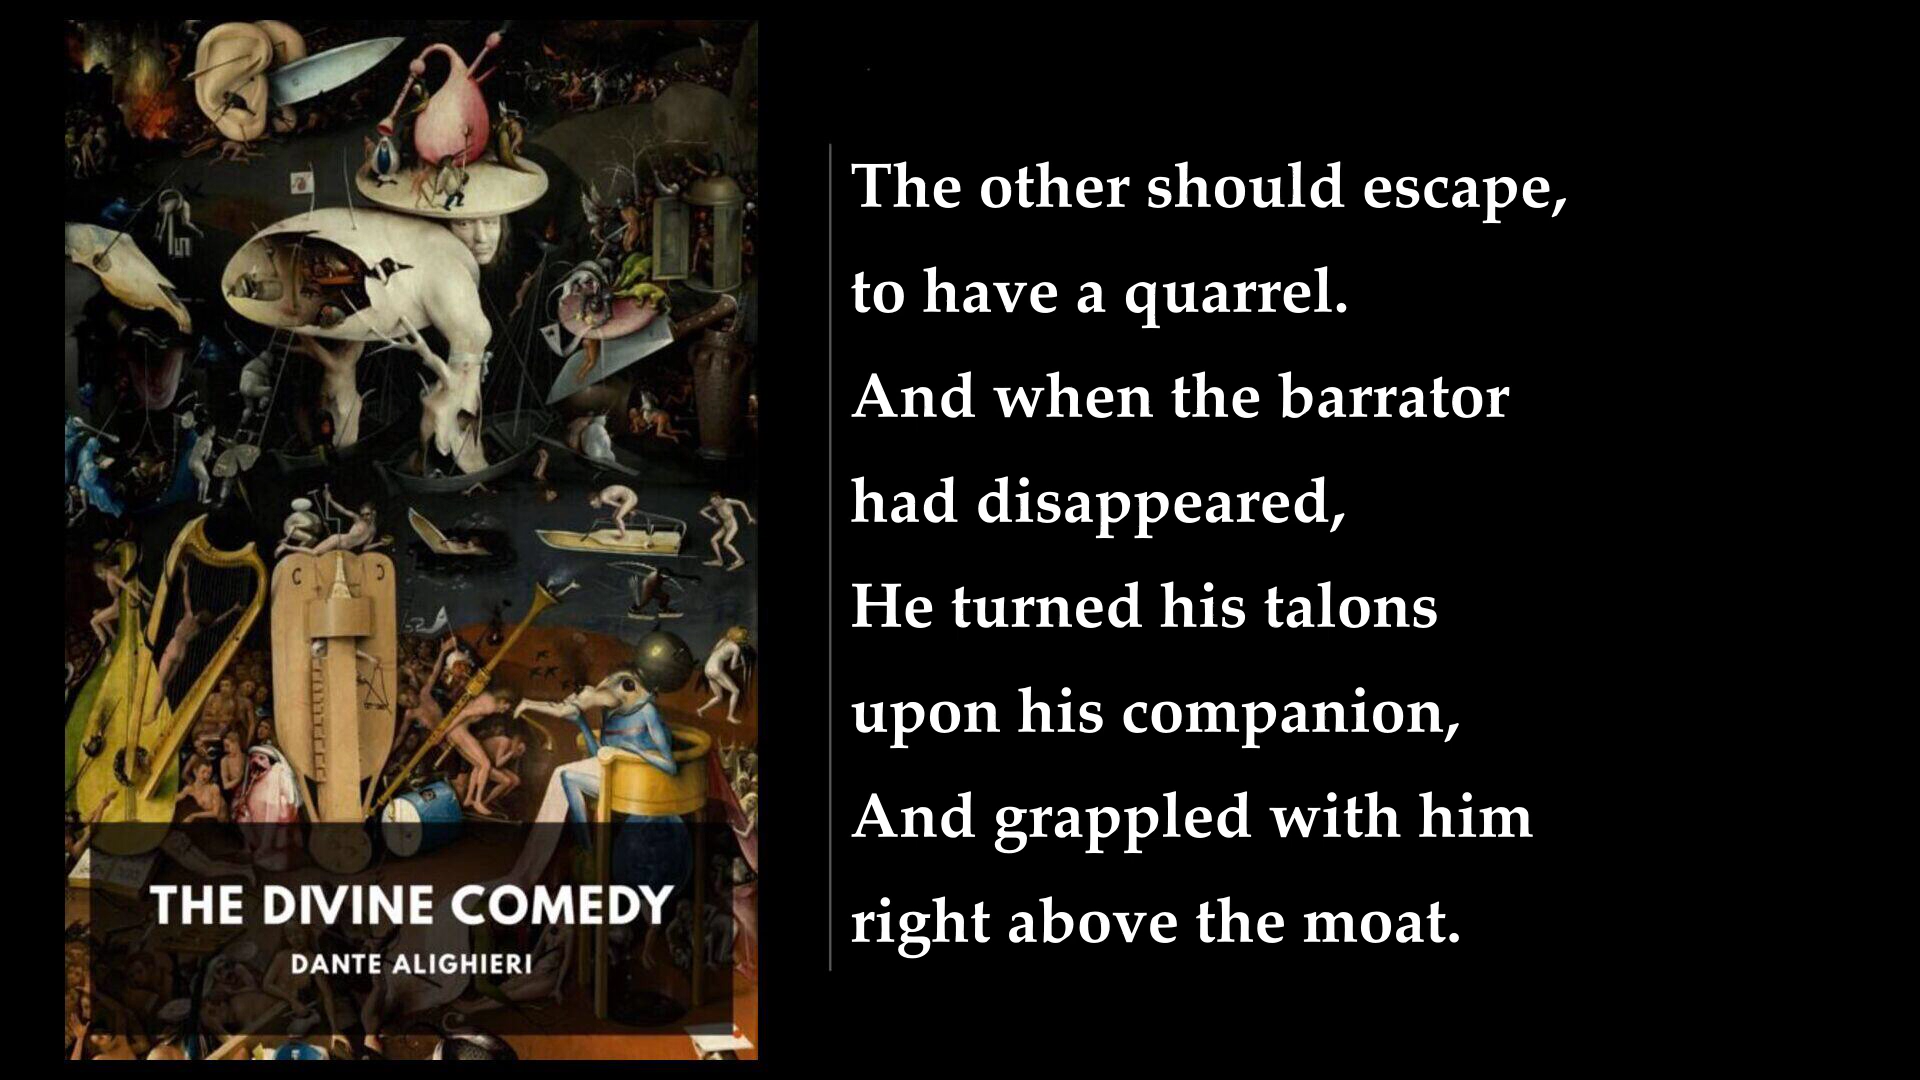 THE DIVINE COMEDY
DANTE ALIGHIERI
The other should escape,
to have a quarrel.
And when the barrator
had disappeared,
He turned his talons
upon his companion,
And grappled with him
right above the moat.